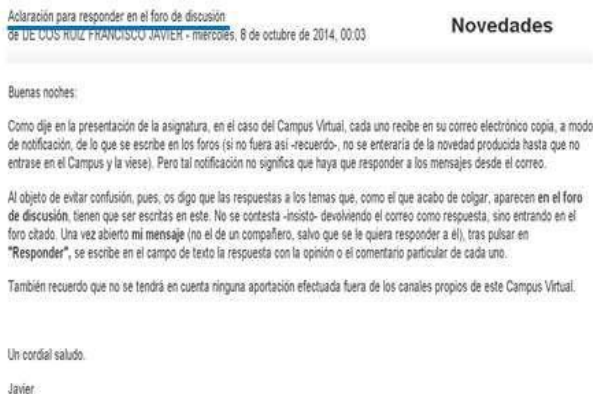 Aclaración para responder en el foro de discusión
de DE COS RUIZ FRANCISCO JAVIER - miércoles, 8 de octubre de 2014, 00:03
Novedades
Buenas noches:
Como dije en la presentación de la asignatura, en el caso del Campus Virtual, cada uno recibe en su correo electrónico copia, a modo
de notificación, de lo que se escribe en los foros (si no fuera así -recuerdo-, no se enteraría de la novedad producida hasta que no
entrase en el Campus y la viese). Pero tal notificación no significa que haya que responder a los mensajes desde el correo.
Al objeto de evitar confusión, pues, os digo que las respuestas a los temas que, como el que acabo de colgar, aparecen en el foro
de discusión, tienen que ser escritas en este. No se contesta -insisto- devolviendo el correo como respuesta, sino entrando en el
foro citado. Una vez abierto mi mensaje (no el de un compañero, salvo que se le quiera responder a él), tras pulsar en
"Responder", se escribe en el campo de texto la respuesta con la opinión o el comentario particular de cada uno.
También recuerdo que no se tendrá en cuenta ninguna aportación efectuada fuera de los canales propios de este Campus Virtual.
Un cordial saludo.
Javier